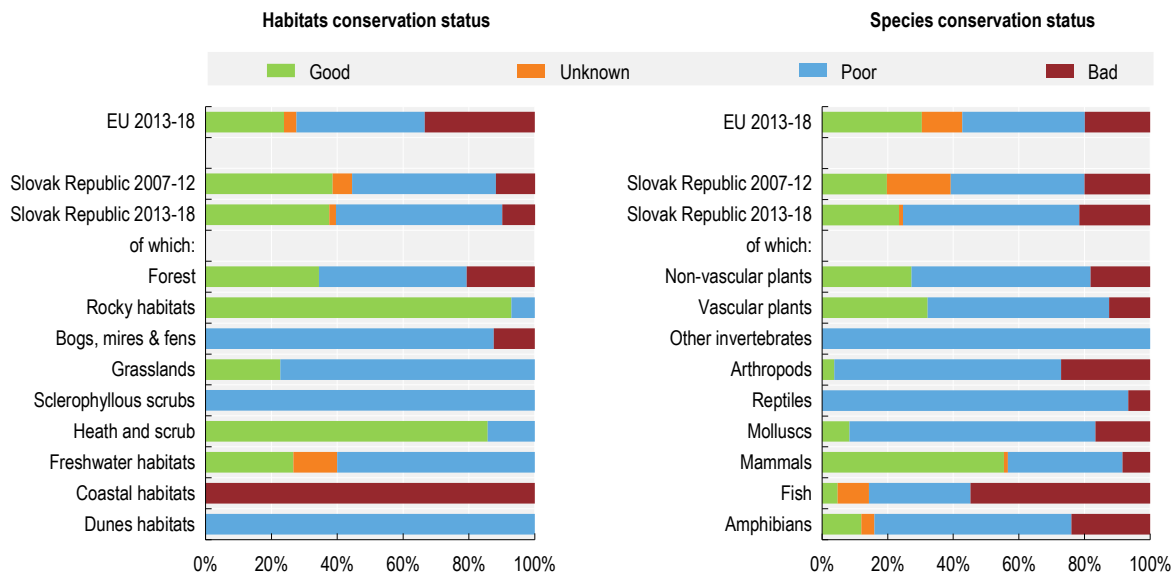 Habitats conservation status
Species conservation status
Good Unknown Poor Bad
EU 2013-18
Slovak Republic 2007-12
Slovak Republic 2013-18
of which:
Forest
Rocky habitats
Bogs, mires & fens
Grasslands
Sclerophyllous scrubs
Heath and scrub
Freshwater habitats
Coastal habitats
Dunes habitats
0% 20% 40% 60% 80% 100%
EU 2013-18
Slovak Republic 2007-12
Slovak Republic 2013-18
of which:
Non-vascular plants
Vascular plants
Other invertebrates
Arthropods
Reptiles
Molluscs
Mammals
Fish
Amphibians
0% 20% 40% 60% 80% 100%